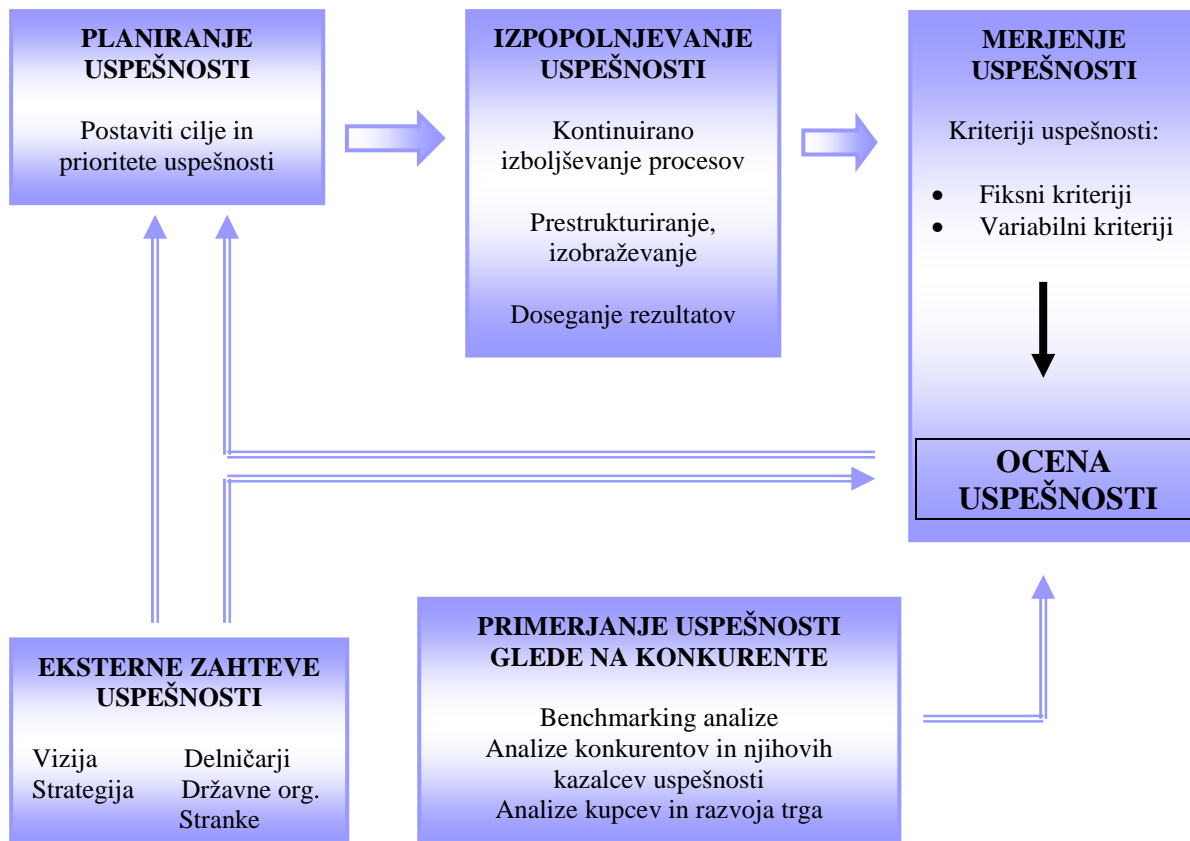 PLANIRANJE
USPEŠNOSTI
Postaviti cilje in
prioritete uspešnosti
IZPOPOLNJEVANJE
USPEŠNOSTI
Kontinuirano
izboljševanje procesov
Prestrukturiranje,
izobraževanje
Doseganje rezultatov
MERJENJE
USPEŠNOSTI
Kriteriji uspešnosti:
• Fiksni kriteriji
• Variabilni kriteriji
OCENA
USPEŠNOSTI
EKSTERNE ZAHTEVE
USPEŠNOSTI
Vizija Delničarji
Strategija Državne org.
Stranke
PRIMERJANJE USPEŠNOSTI
GLEDE NA KONKURENTE
Benchmarking analize
Analize konkurentov in njihovih
kazalcev uspešnosti
Analize kupcev in razvoja trga